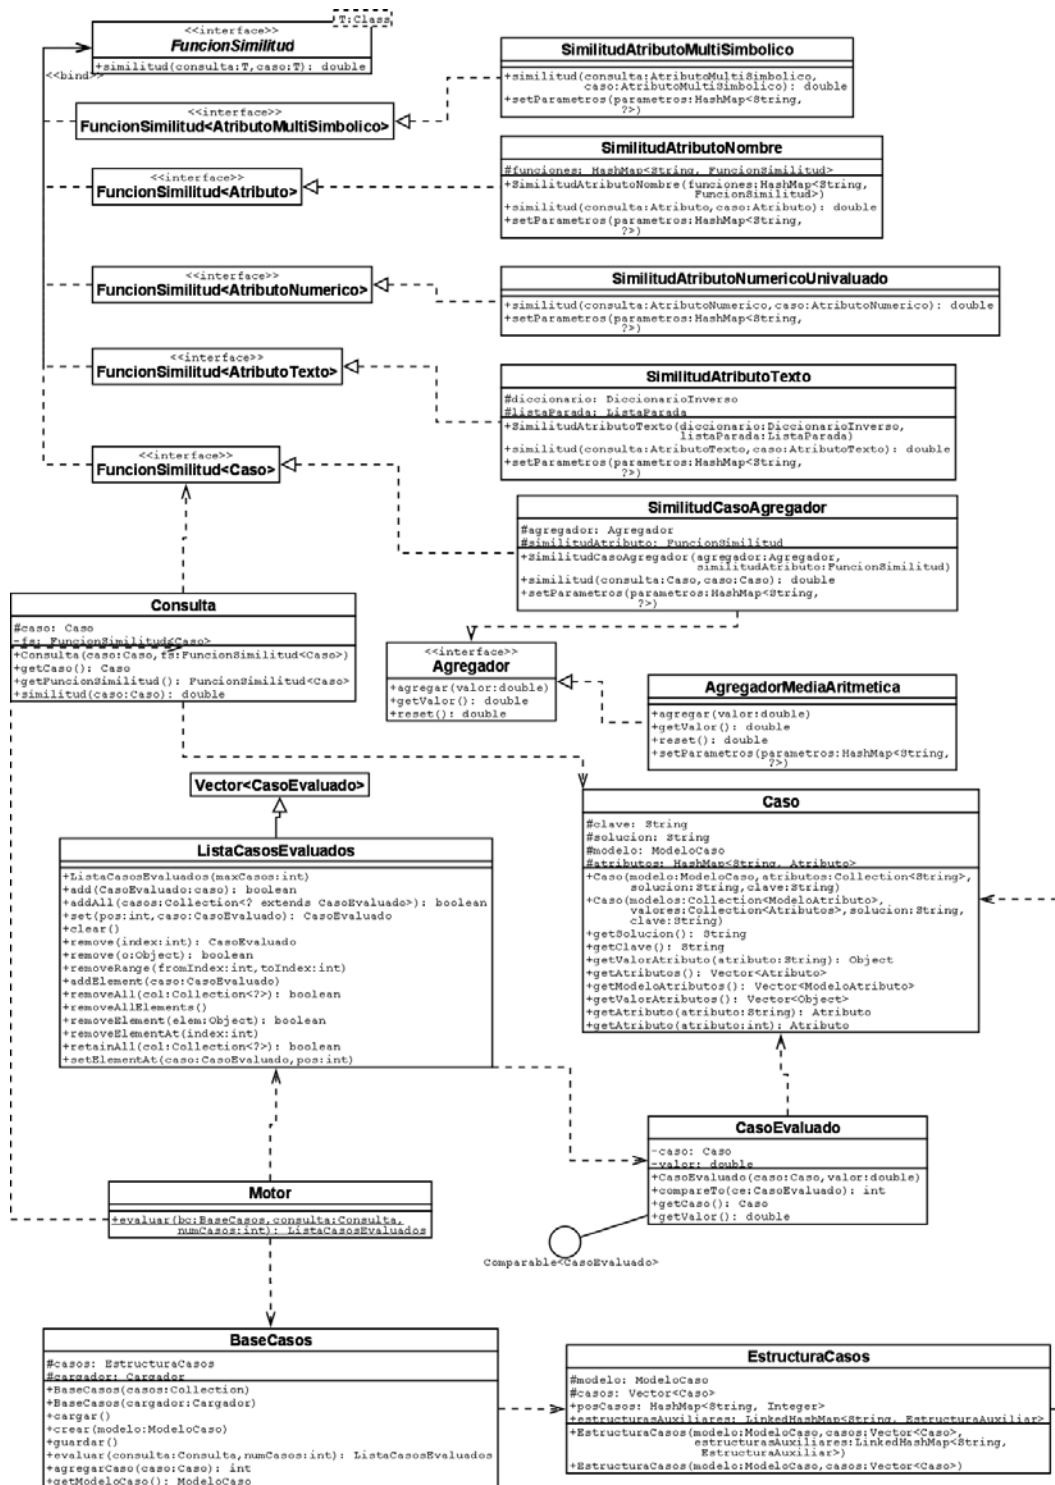 T:Class
<<interface>>
FuncionSimilitud
+similitud(consulta:T,caso:T): double
<<bind>>
<<interface>>
FuncionSimilitud<AtributoMultiSimbolico>
<<interface>>
FuncionSimilitud<Atributo>
<<interface>>
FuncionSimilitud<AtributoNumerico>
<<interface>>
FuncionSimilitud<AtributoTexto>
<<interface>>
FuncionSimilitud<Caso>
SimilitudAtributoMultiSimbolico
+similitud(consulta:AtributoMultiSimbolico,
caso:AtributoMultiSimbolico): double
+setParametros(parametros:HashMap<String,
?>)
SimilitudAtributoNombre
#funciones: HashMap<String, FuncionSimilitud>
+SimilitudAtributoNombre(funciones:HashMap<String,
FuncionSimilitud>)
+similitud(consulta:Atributo,caso:Atributo): double
+setParametros(parametros:HashMap<String,
?>)
SimilitudAtributoNumericoUnivaluado
+similitud(consulta:AtributoNumerico,caso:AtributoNumerico): double
+setParametros(parametros:HashMap<String,
?>)
SimilitudAtributoTexto
#diccionario: DiccionarioInverso
#listaParada: ListaParada
+SimilitudAtributoTexto(diccionario:DiccionarioInverso,
listaParada:ListaParada)
+similitud(consulta:AtributoTexto,caso:AtributoTexto): double
+setParametros(parametros:HashMap<String,
?>)
SimilitudCasoAgregador
#agregador: Agregador
#similitudAtributo: FuncionSimilitud
+SimilitudCasoAgregador(agregador:Agregador,
similitudAtributo:FuncionSimilitud)
+similitud(consulta:Caso,caso:Caso): double
+setParametros(parametros:HashMap<String,
?>)
Consulta
#caso: Caso
-fs: FuncionSimilitud<Caso>
+Consulta(caso:Caso,fs:FuncionSimilitud<Caso>)
+getCaso(): Caso
+getFuncionSimilitud(): FuncionSimilitud<Caso>
+similitud(caso:Caso): double
<<interface>>
Agregador
+agregar(valor:double)
+getValor(): double
+reset(): double
AgregadorMediaAritmetica
+agregar(valor:double)
+getValor(): double
+reset(): double
+setParametros(parametros:HashMap<String,
?>)
Vector<CasoEvaluado>
ListaCasosEvaluados
+ListaCasosEvaluados(maxCasos:int)
+add(CasoEvaluado:caso): boolean
+addAll(casos:Collection<? extends CasoEvaluado>): boolean
+set(pos:int,caso:CasoEvaluado): CasoEvaluado
+clear()
+remove(index:int): CasoEvaluado
+remove(o:Object): boolean
+removeRange(fromIndex:int,toIndex:int)
+addElement(caso:CasoEvaluado)
+removeAll(col:Collection<?>): boolean
+removeAllElements()
+removeElement(elem:Object): boolean
+removeElementAt(index:int)
+retainAll(col:Collection<?>): boolean
+setElementAt(caso:CasoEvaluado,pos:int)
Caso
#clave: String
#solucion: String
#modelo: ModeloCaso
#atributos: HashMap<String, Atributo>
+Caso(modelo:ModeloCaso,atributos:Collection<String>,
solucion:String,clave:String)
+Caso(modelos:Collection<ModeloAtributo>,
valores:Collection<Atributos>,solucion:String,
clave:String)
+getSolucion(): String
+getClave(): String
+getValorAtributo(atributo:String): Object
+getAtributos(): Vector<Atributo>
+getModeloAtributos(): Vector<ModeloAtributo>
+getValorAtributos(): Vector<Object>
+getAtributo(atributo:String): Atributo
+getAtributo(atributo:int): Atributo
CasoEvaluado
-caso: Caso
-valor: double
+CasoEvaluado(caso:Caso,valor:double)
+compareTo(ce:CasoEvaluado): int
+getCaso(): Caso
+getValor(): double
Comparable<CasoEvaluado>
Motor
+evaluar(bc:BaseCasos,consulta:Consulta,
numCasos:int): ListaCasosEvaluados
BaseCasos
#casos: EstructuraCasos
#cargador: Cargador
+BaseCasos(casos:Collection)
+BaseCasos(cargador:Cargador)
+cargar()
+crear(modelo:ModeloCaso)
+guardar()
+evaluar(consulta:Consulta,numCasos:int): ListaCasosEvaluados
+agregarCaso(caso:Caso): int
+getModeloCaso(): ModeloCaso
EstructuraCasos
#modelo: ModeloCaso
#casos: Vector<Caso>
+posCasos: HashMap<String, Integer>
+estructurasAuxiliares: LinkedHashMap<String, EstructuraAuxiliar>
+EstructuraCasos(modelo:ModeloCaso,casos:Vector<Caso>,
estructurasAuxiliares:LinkedHashMap<String,
EstructuraAuxiliar>)
+EstructuraCasos(modelo:ModeloCaso,casos:Vector<Caso>)